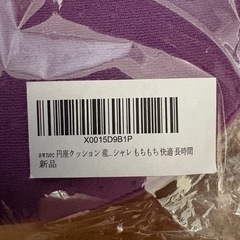 X0015D9B1P
awnec 円座クッション 産...シャレ もちもち 快適 長時間
新品